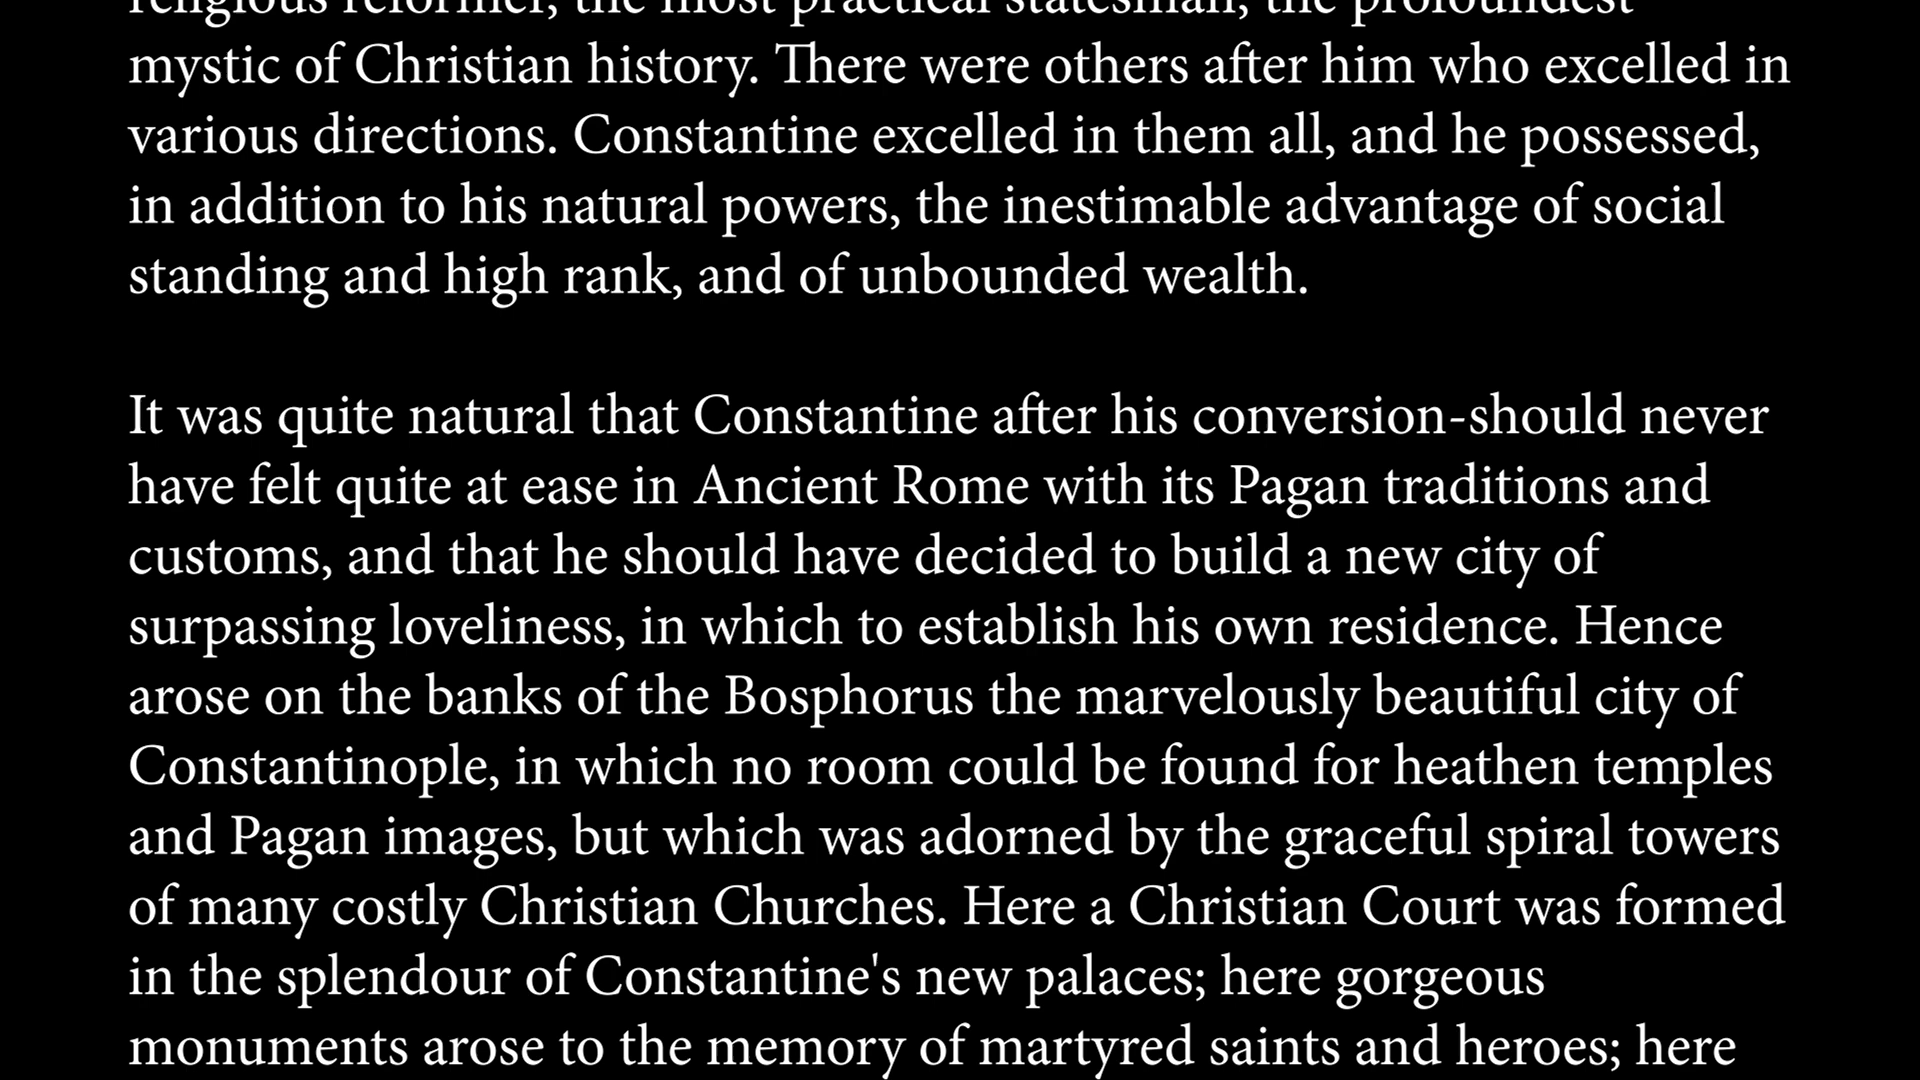 religious reformer, the most practical statesman, the profoundest
mystic of Christian history. There were others after him who excelled in
various directions. Constantine excelled in them all, and he possessed,
in addition to his natural powers, the inestimable advantage of social
standing and high rank, and of unbounded wealth.
It was quite natural that Constantine after his conversion-should never
have felt quite at ease in Ancient Rome with its Pagan traditions and
customs, and that he should have decided to build a new city of
surpassing loveliness, in which to establish his own residence. Hence
arose on the banks of the Bosphorus the marvelously beautiful city of
Constantinople, in which no room could be found for heathen temples
and Pagan images, but which was adorned by the graceful spiral towers
of many costly Christian Churches. Here a Christian Court was formed
in the splendour of Constantine's new palaces; here gorgeous
monuments arose to the memory of martyred saints and heroes; here